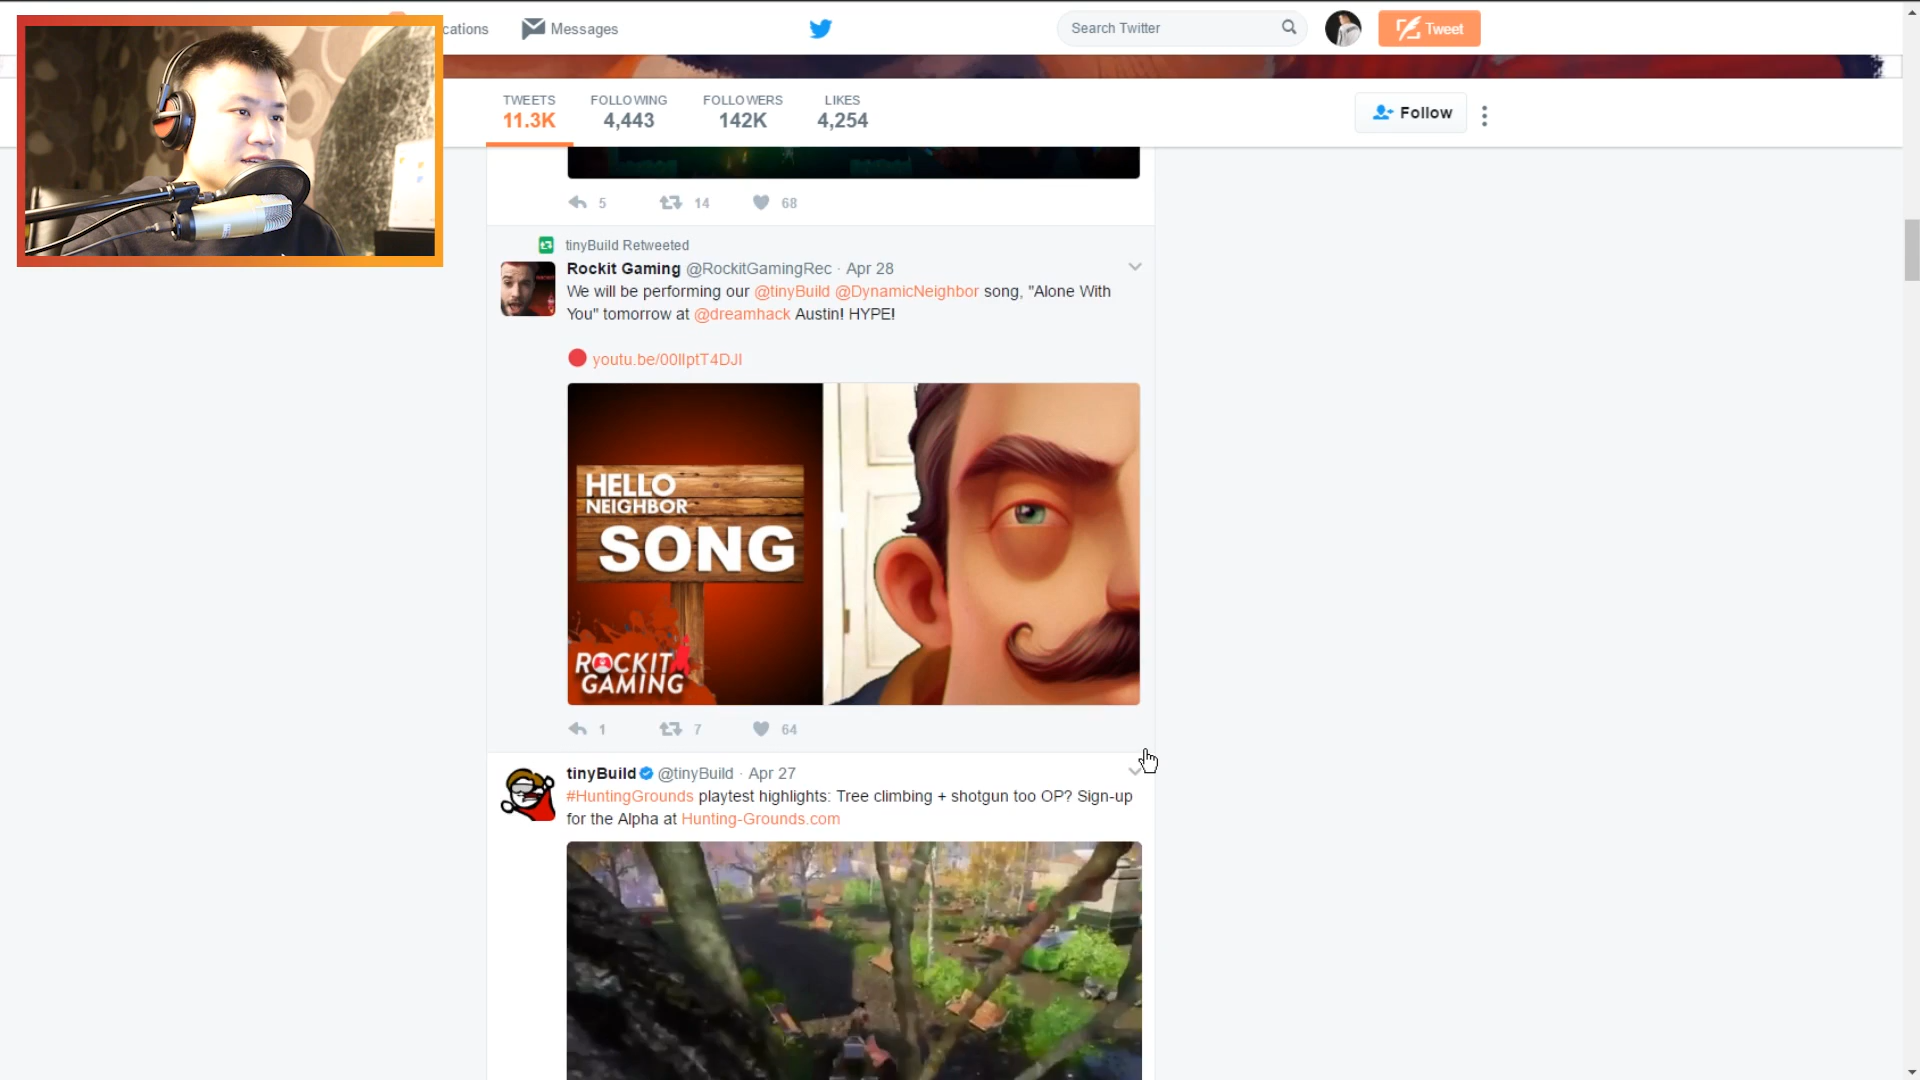 cations
Messages
Search Twitter
Tweet
TWEETS
FOLLOWING
FOLLOWERS
LIKES
11.3K
4,443
142K
4,254
Follow
5
14
68
tinyBuild Retweeted
Rockit Gaming @RockitGamingRec · Apr 28
We will be performing our @tinyBuild @DynamicNeighbor song, "Alone With
You" tomorrow at @dreamhack Austin! HYPE!
youtu.be/00IIptT4DJI
HELLO
NEIGHBOR
SONG
ROCKIT
GAMING
1
7
64
tinyBuild @tinyBuild · Apr 27
#HuntingGrounds playtest highlights: Tree climbing + shotgun too OP? Sign-up
for the Alpha at Hunting-Grounds.com